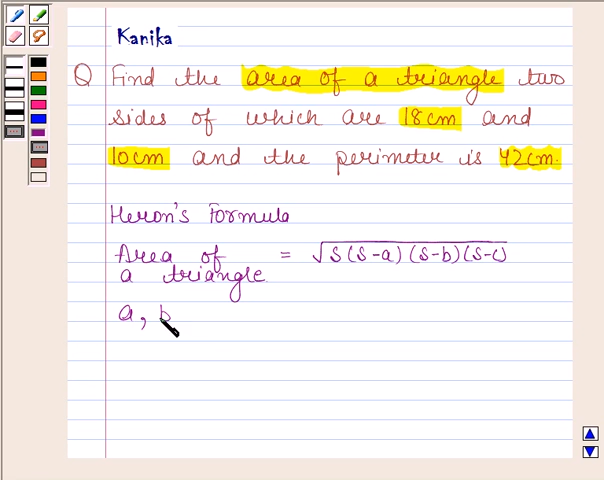 Kanika
Q Find the area of a triangle two
sides of which are 18cm and
10cm and the perimeter is 42cm.
Heron's Formula
Area of = √s(s-a)(s-b)(s-c)
a triangle
a, b